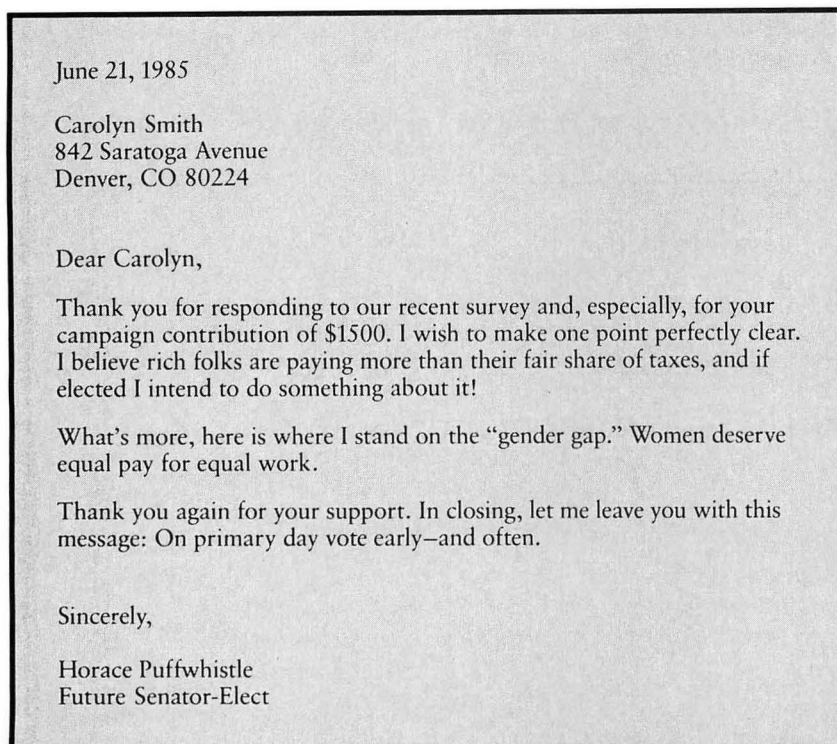 June 21, 1985
Carolyn Smith
842 Saratoga Avenue
Denver, CO 80224
Dear Carolyn,
Thank you for responding to our recent survey and, especially, for your
campaign contribution of $1500. I wish to make one point perfectly clear.
I believe rich folks are paying more than their fair share of taxes, and if
elected I intend to do something about it!
What's more, here is where I stand on the “gender gap.” Women deserve
equal pay for equal work.
Thank you again for your support. In closing, let me leave you with this
message: On primary day vote early–and often.
Sincerely,
Horace Puffwhistle
Future Senator-Elect